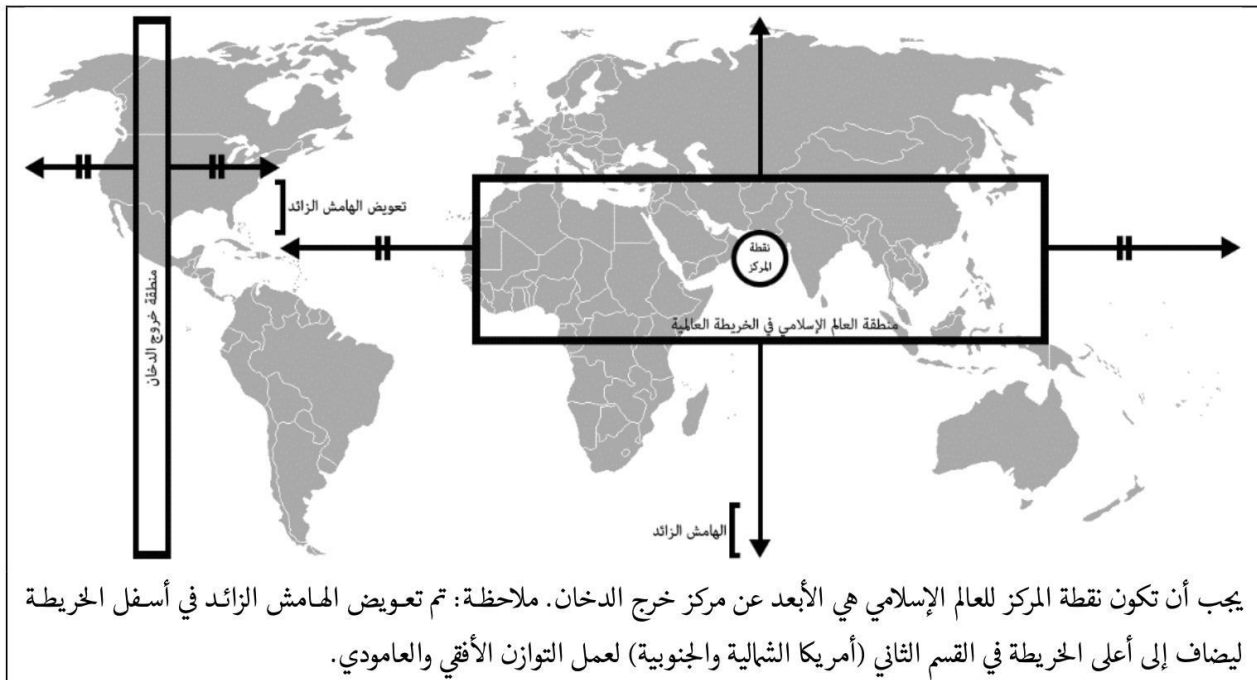 تعويض الهامش الزائد
نقطة
المركز
منطقة العالم الإسلامي في الخريطة العالمية
منطقة خروج الدخان
الهامش الزائد
يجب أن تكون نقطة المركز للعالم الإسلامي هي الأبعد عن مركز خرج الدخان. ملاحظة: تم تعويض الهامش الزائد في أسفل الخريطة
ليضاف إلى أعلى الخريطة في القسم الثاني (أمريكا الشمالية والجنوبية) لعمل التوازن الأفقي والعامودي.